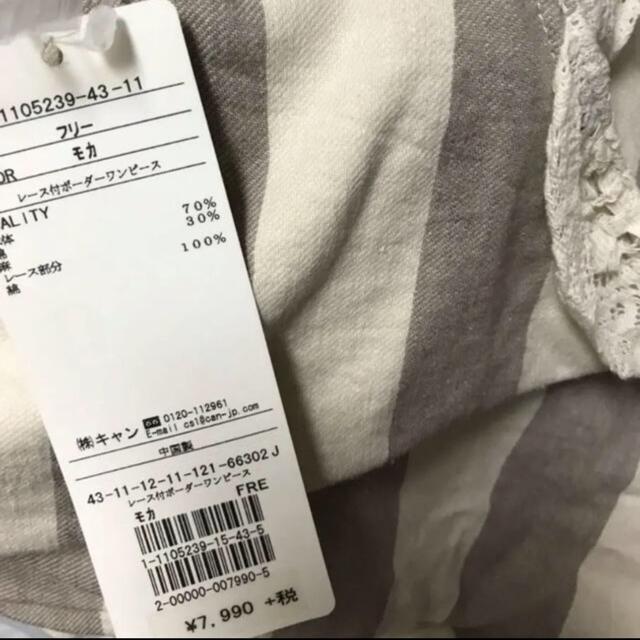 1105239-43-11
フリー
OR モカ
レース付ボーダーワンピース
ALITY
体
綿 70%
麻 30%
レース部分
綿 100%
㈱キャン 0120-112961
E-mail cs1@can-jp.com
中国製
43-11-12-11-121-66302 J
レース付ボーダーワンピース
モカ FRE
1-1105239-15-43-5
2-00000-007990-5
¥7,990 +税